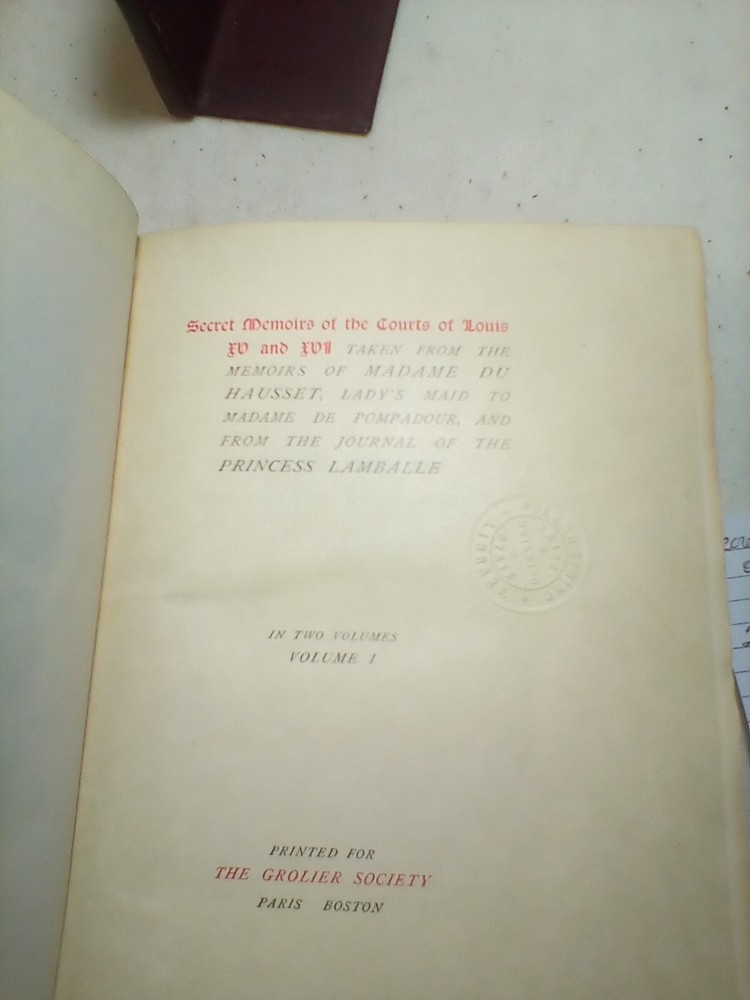 Secret Memoirs of the Courts of Louis
XV and XVI TAKEN FROM THE
MEMOIRS OF MADAME DU
HAUSSET, LADY'S MAID TO
MADAME DE POMPADOUR, AND
FROM THE JOURNAL OF THE
PRINCESS LAMBALLE
IN TWO VOLUMES
VOLUME I
PRINTED FOR
THE GROLIER SOCIETY
PARIS BOSTON